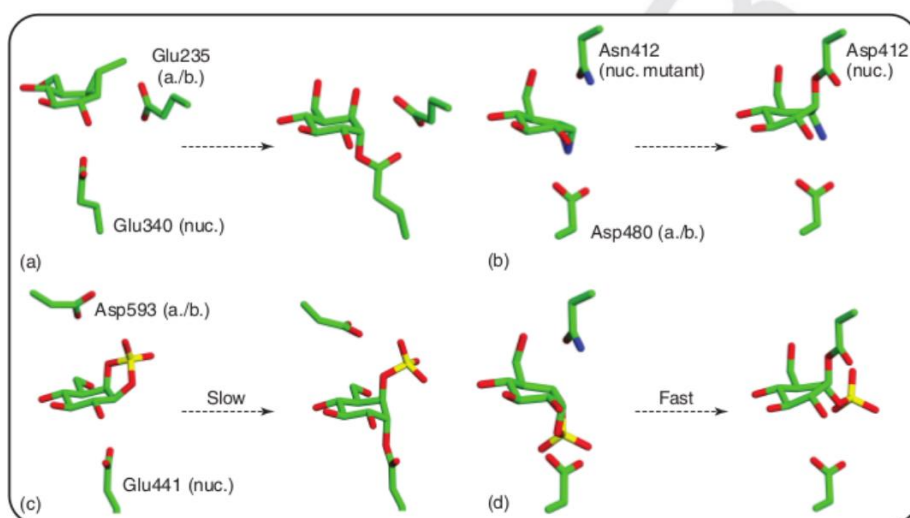 Glu235
(a./b.)
Glu340 (nuc.)
(a)
Asn412
(nuc. mutant)
Asp412
(nuc.)
Asp480 (a./b.)
(b)
Asp593 (a./b.)
Slow
Glu441 (nuc.)
(c)
Fast
(d)